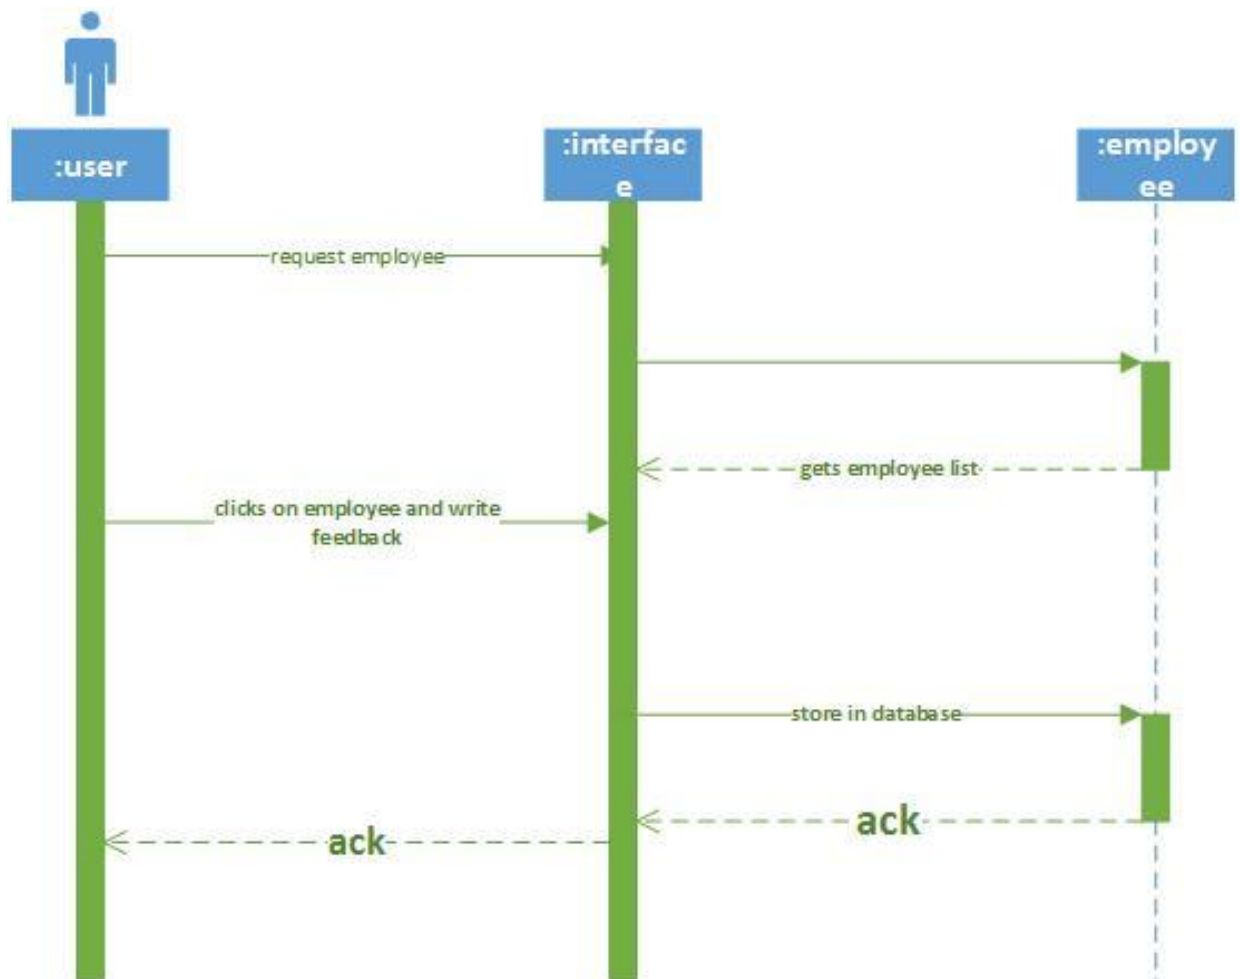 :user
:interfac
e
:employ
ee
request employee
gets employee list
clicks on employee and write
feedback
store in database
ack
ack